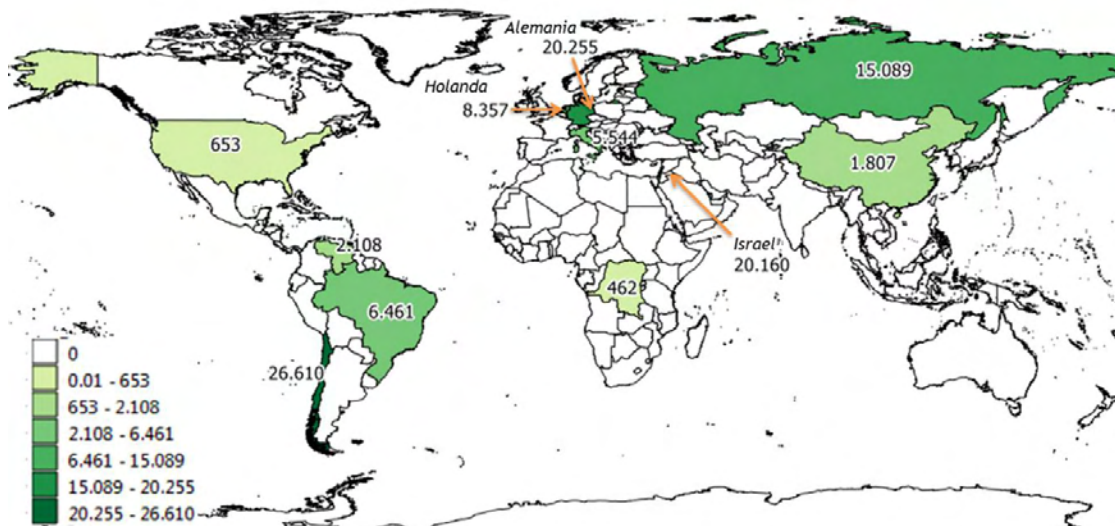 Alemania
20.255
Holanda
8.357
15.089
5.544
653
1.807
2.108
Israel
20.160
462
6.461
26.610
0
0.01 - 653
653 - 2.108
2.108 - 6.461
6.461 - 15.089
15.089 - 20.255
20.255 - 26.610